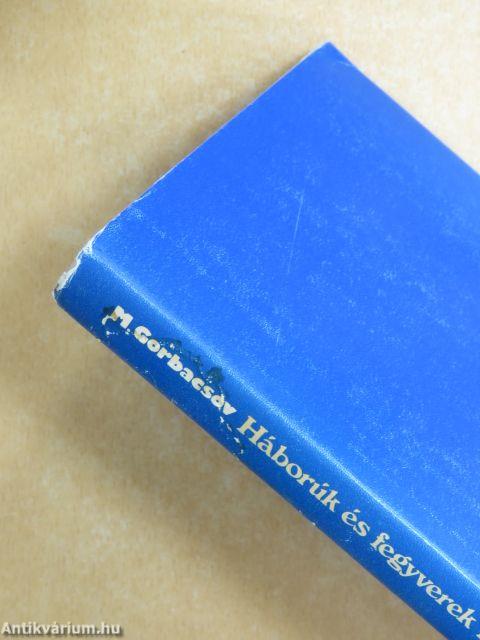 M. Gorbacsov Háborúk és fegyverek
Antikvárium.hu